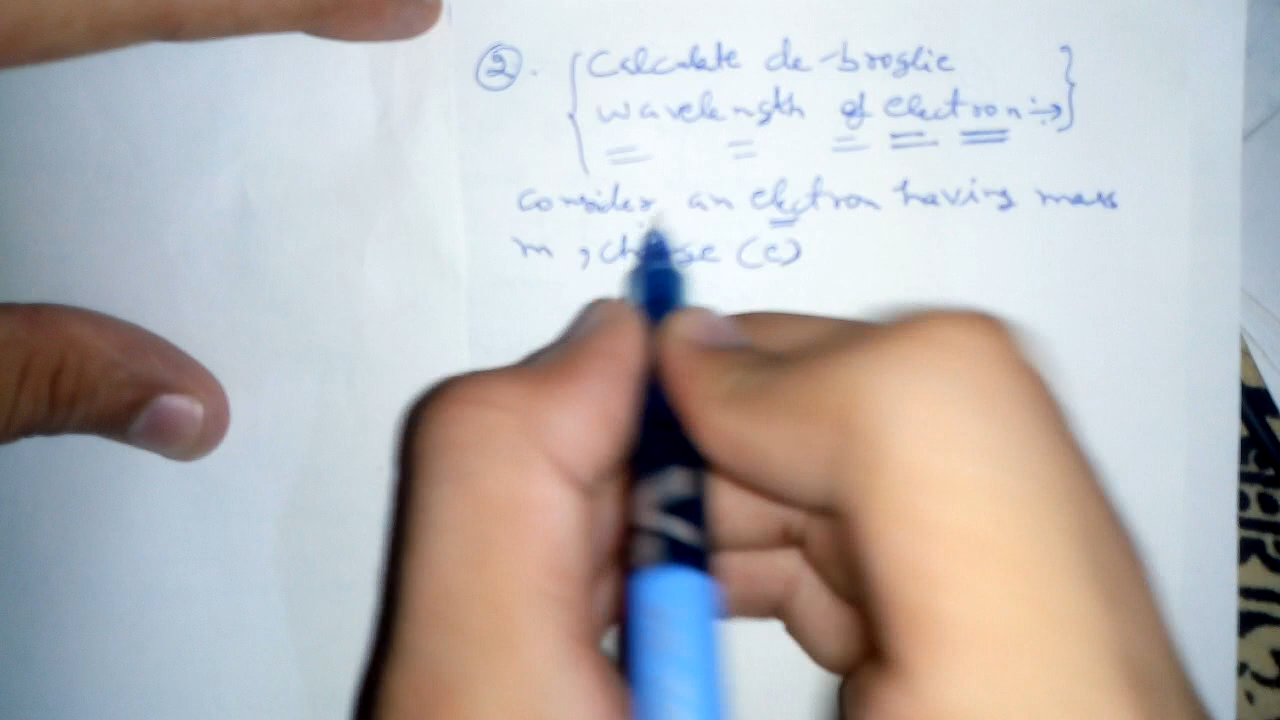 ②. {Calculate de-broglie
wavelength of electron:→}
consider an electron having mass
m, charge (e)